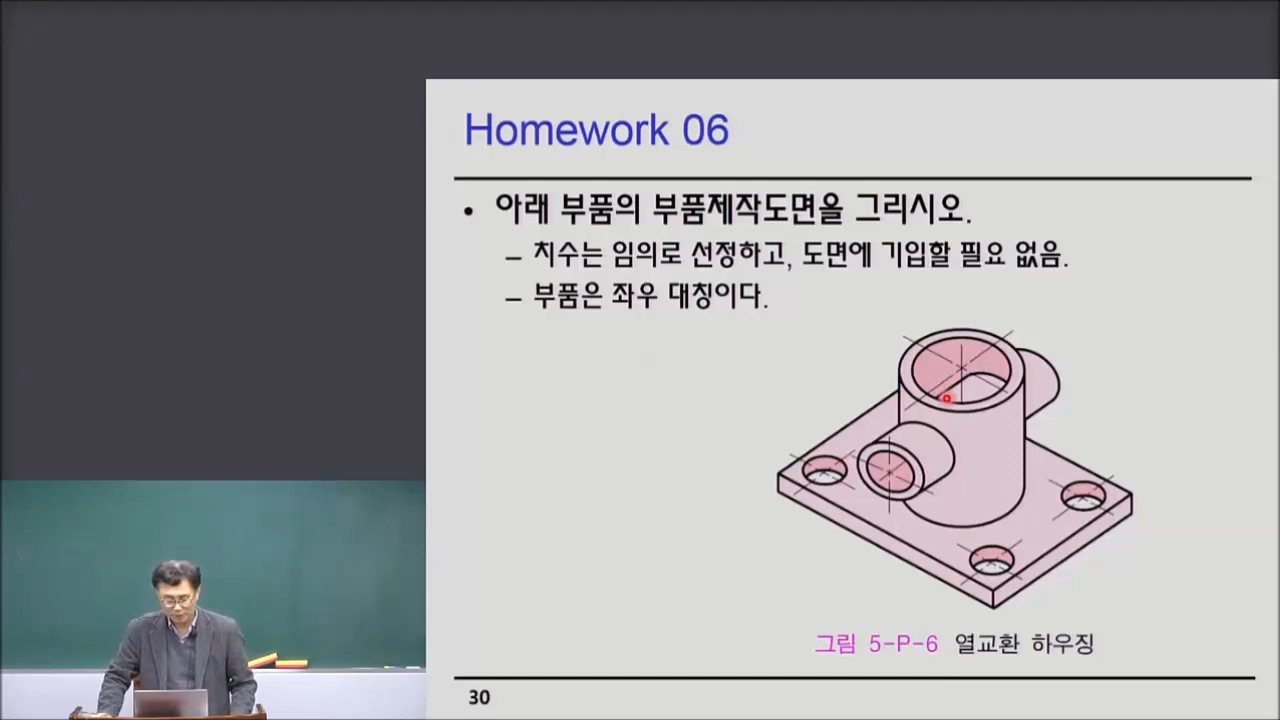 Homework 06
• 아래 부품의 부품제작도면을 그리시오.
– 치수는 임의로 선정하고, 도면에 기입할 필요 없음.
– 부품은 좌우 대칭이다.
그림 5-P-6 열교환 하우징
30